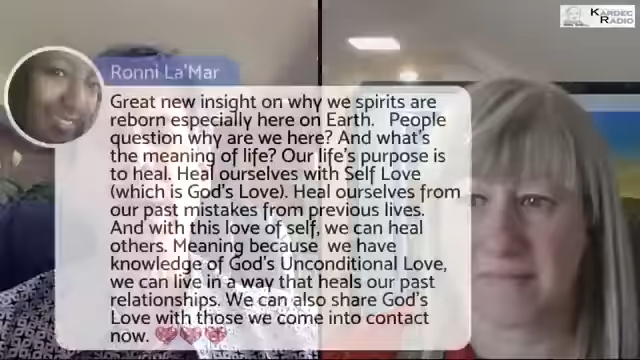 KARDEC
RADIO
Ronni La'Mar
Great new insight on why we spirits are
reborn especially here on Earth. People
question why are we here? And what's
the meaning of life? Our life's purpose is
to heal. Heal ourselves with Self Love
(which is God's Love). Heal ourselves from
our past mistakes from previous lives.
And with this love of self, we can heal
others. Meaning because we have
knowledge of God's Unconditional Love,
we can live in a way that heals our past
relationships. We can also share God's
Love with those we come into contact
now. 💖💖💖